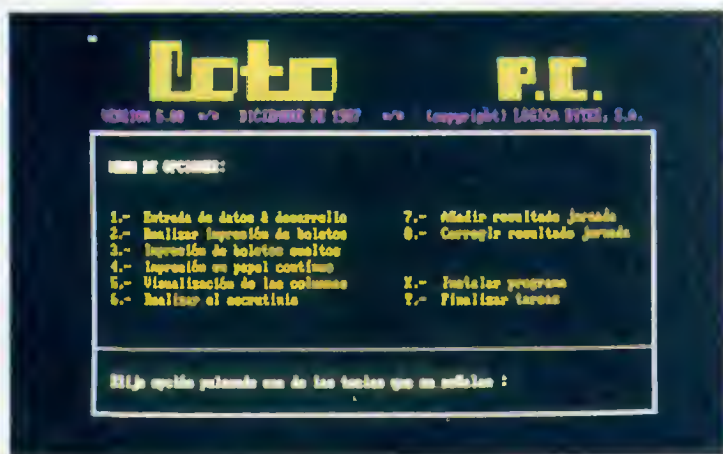 Loto P.C.
VERSION 5.00 DICIEMBRE DE 1987 (copyright) LOGICA BYTES, S.A.
MENU DE OPCIONES:
1.- Entrada de datos & desarrollo
2.- Realizar impresión de boletos
3.- Impresión de boletos sueltos
4.- Impresión en papel contínuo
5.- Visualización de las columnas
6.- Realizar el escrutinio
7.- Añadir resultado jornada
8.- Corregir resultado jornada
X.- Instalar programa
- Finalizar tareas
Elija opción pulsando una de las teclas que se señalan :